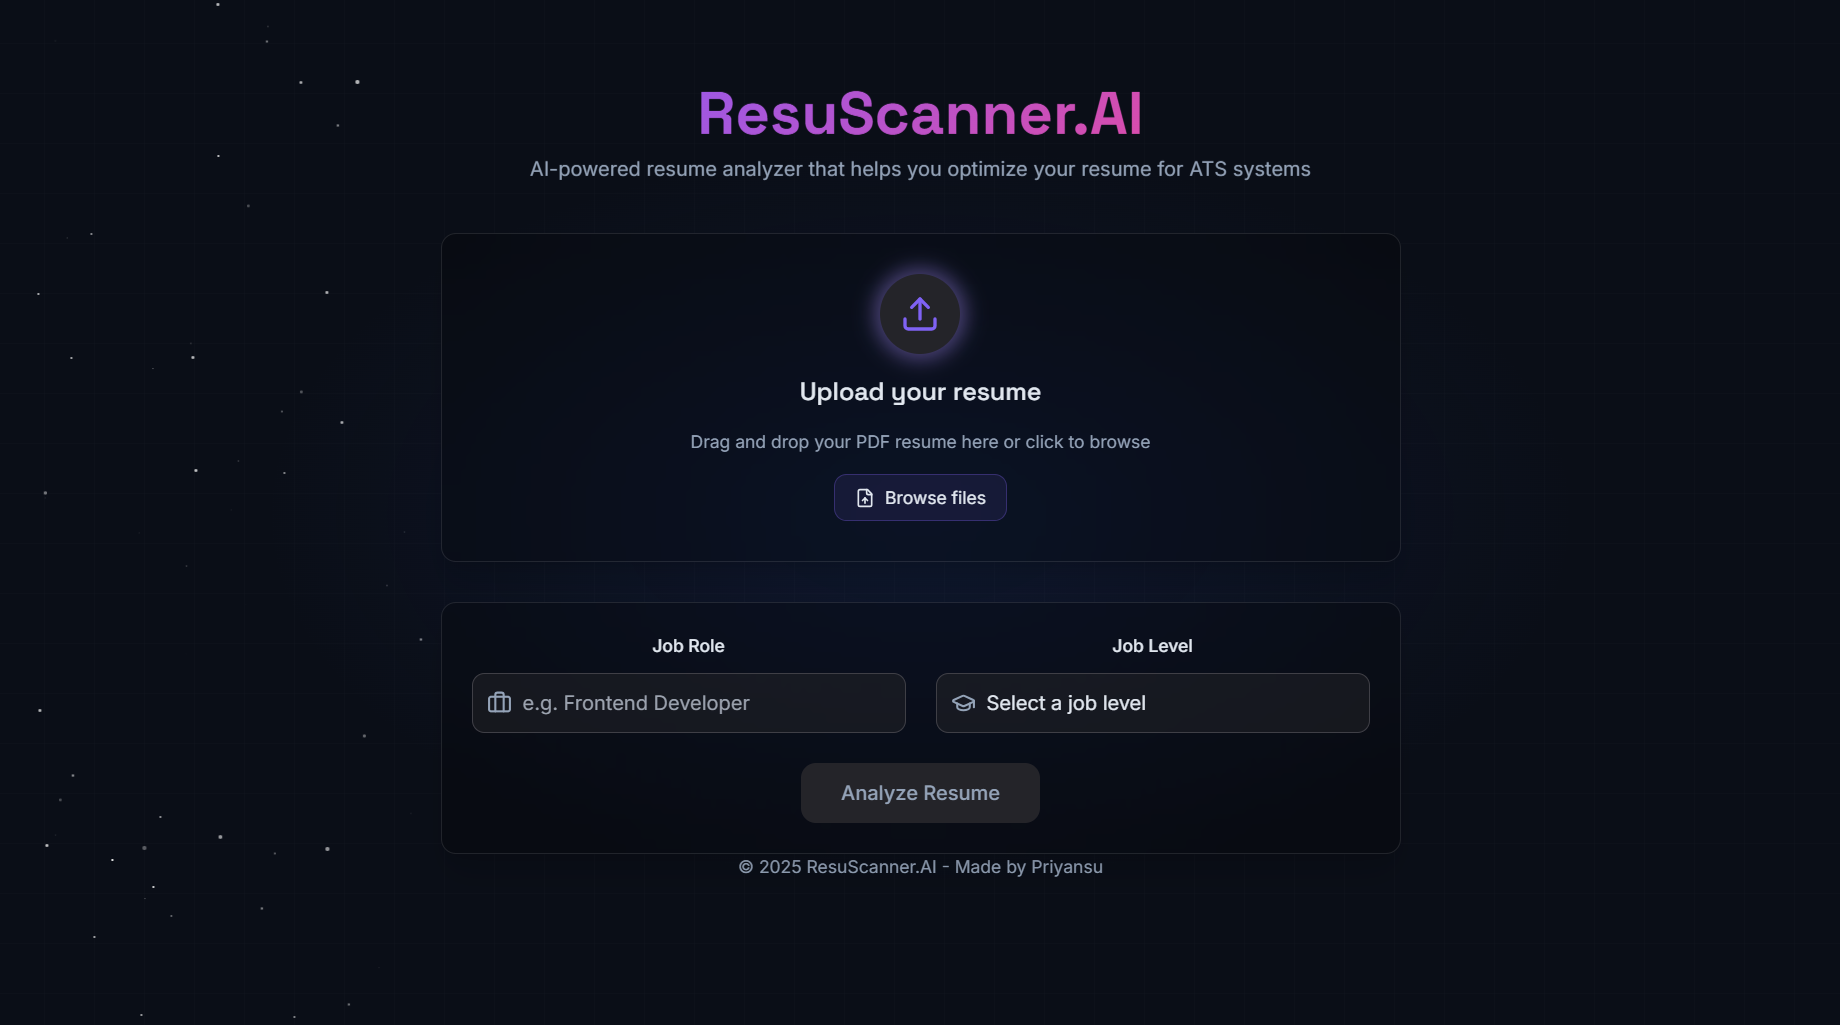 ResuScanner.AI
AI-powered resume analyzer that helps you optimize your resume for ATS systems
Upload your resume
Drag and drop your PDF resume here or click to browse
Browse files
Job Role
Job Level
e.g. Frontend Developer
Select a job level
Analyze Resume
© 2025 ResuScanner.AI - Made by Priyansu